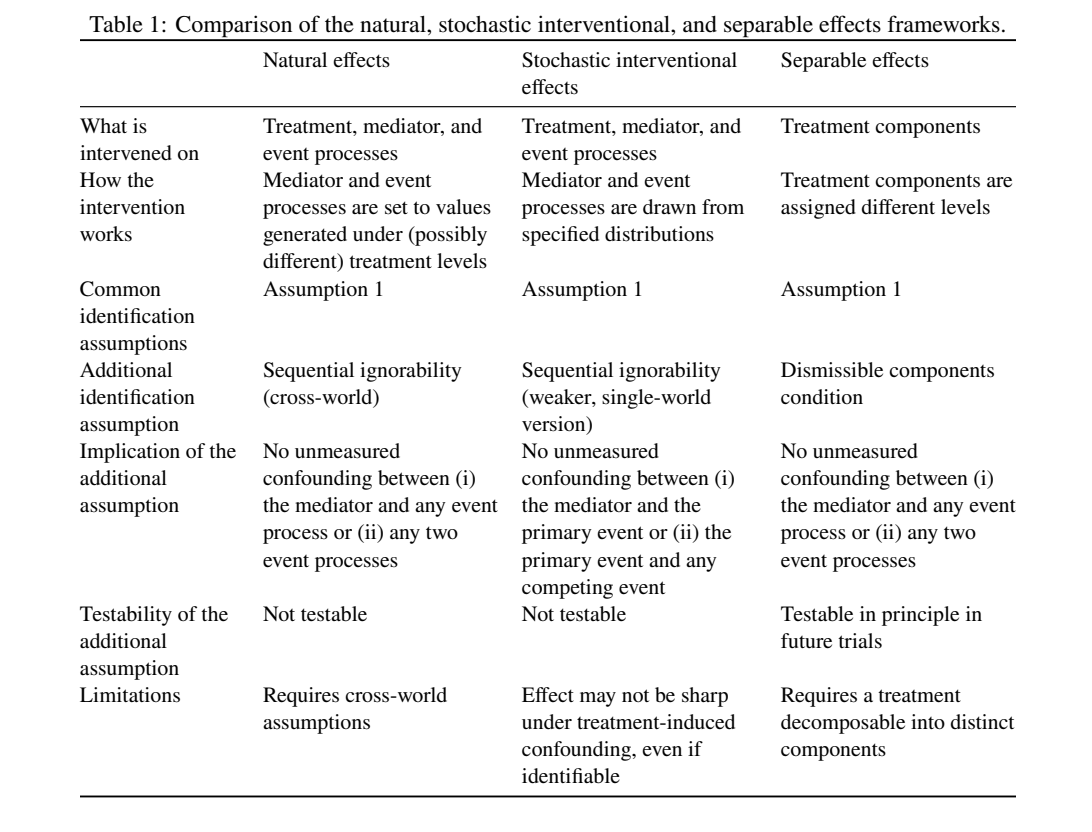 Table 1: Comparison of the natural, stochastic interventional, and separable effects frameworks.
Natural effects
Stochastic interventional
effects
Separable effects
What is
intervened on
Treatment, mediator, and
event processes
Treatment, mediator, and
event processes
Treatment components
How the
intervention
works
Mediator and event
processes are set to values
generated under (possibly
different) treatment levels
Mediator and event
processes are drawn from
specified distributions
Treatment components are
assigned different levels
Common
identification
assumptions
Assumption 1
Assumption 1
Assumption 1
Additional
identification
assumption
Sequential ignorability
(cross-world)
Sequential ignorability
(weaker, single-world
version)
Dismissible components
condition
Implication of the
additional
assumption
No unmeasured
confounding between (i)
the mediator and any event
process or (ii) any two
event processes
No unmeasured
confounding between (i)
the mediator and the
primary event or (ii) the
primary event and any
competing event
No unmeasured
confounding between (i)
the mediator and any event
process or (ii) any two
event processes
Testability of the
additional
assumption
Not testable
Not testable
Testable in principle in
future trials
Limitations
Requires cross-world
assumptions
Effect may not be sharp
under treatment-induced
confounding, even if
identifiable
Requires a treatment
decomposable into distinct
components